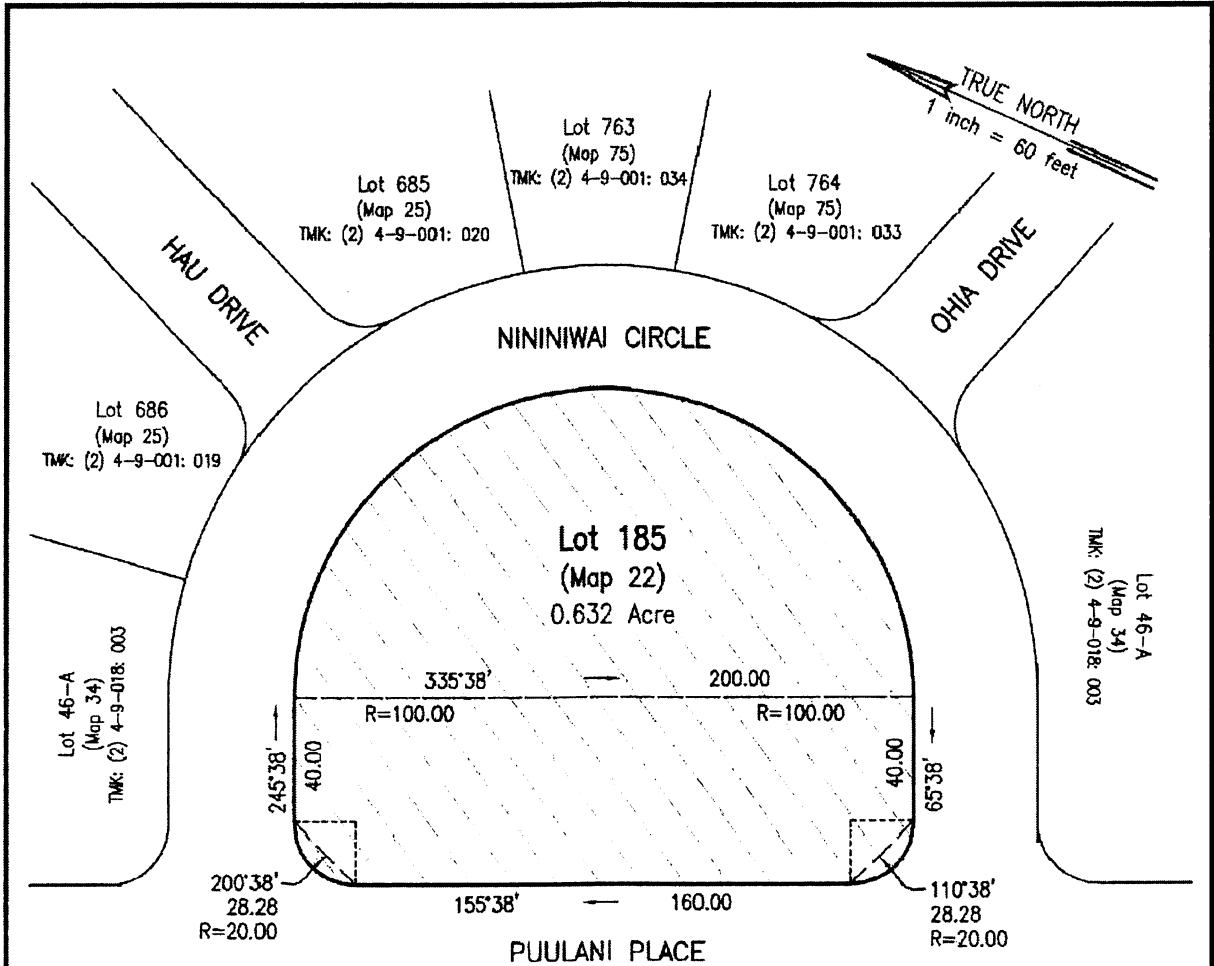 TRUE NORTH
1 inch = 60 feet
Lot 763
(Map 75)
TMK: (2) 4-9-001: 034
Lot 685
(Map 25)
TMK: (2) 4-9-001: 020
Lot 764
(Map 75)
TMK: (2) 4-9-001: 033
HAU DRIVE
OHIA DRIVE
NININIWAI CIRCLE
Lot 686
(Map 25)
TMK: (2) 4-9-001: 019
Lot 185
(Map 22)
0.632 Acre
Lot 46-A
(Map 34)
TMK: (2) 4-9-018: 003
Lot 46-A
(Map 34)
TMK: (2) 4-9-018: 003
335°38' 200.00
R=100.00 R=100.00
245°38'
40.00
40.00
65°38'
200°38'
28.28
R=20.00
155°38' 160.00
110°38'
28.28
R=20.00
PUULANI PLACE